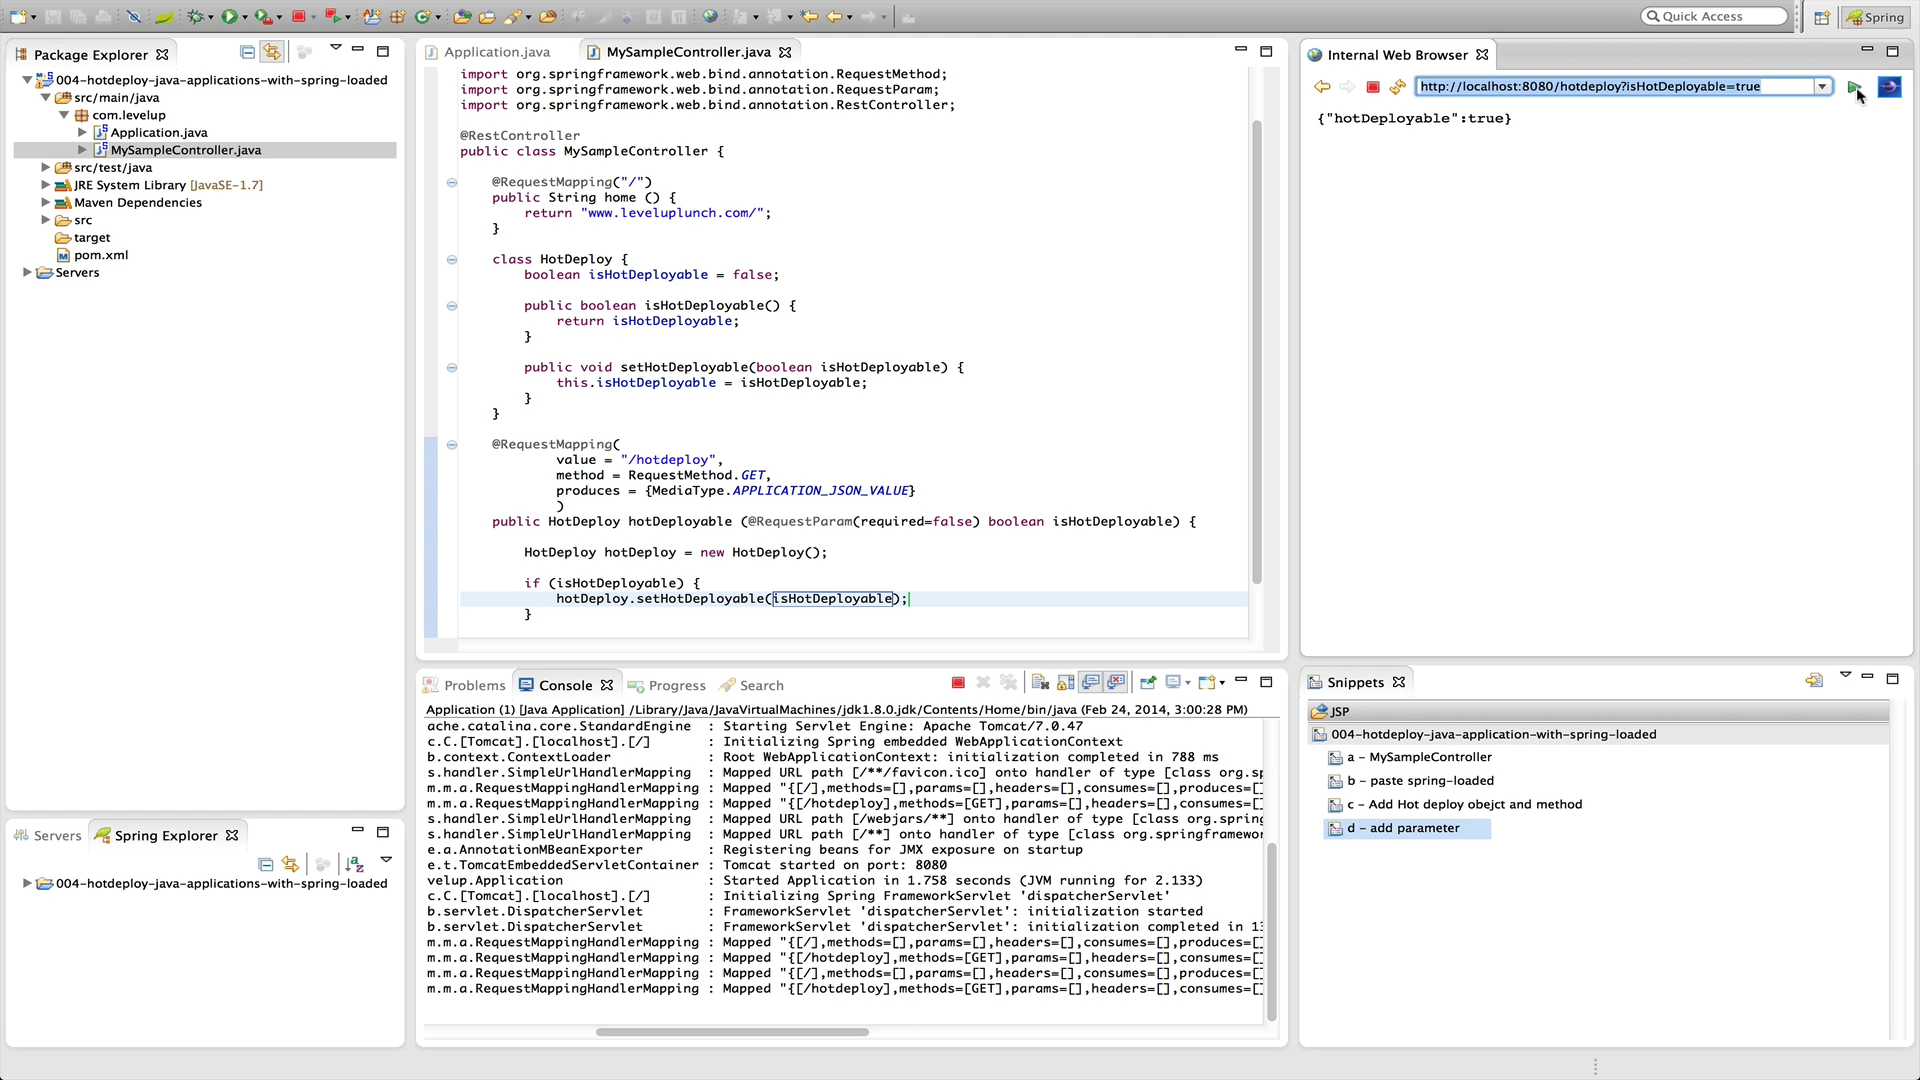 Quick Access
Spring
Package Explorer
004-hotdeploy-java-applications-with-spring-loaded
src/main/java
com.levelup
Application.java
MySampleController.java
src/test/java
JRE System Library [JavaSE-1.7]
Maven Dependencies
src
target
pom.xml
Servers
Application.java
MySampleController.java
import org.springframework.web.bind.annotation.RequestMethod;
import org.springframework.web.bind.annotation.RequestParam;
import org.springframework.web.bind.annotation.RestController;
@RestController
public class MySampleController {
@RequestMapping("/")
public String home () {
return "www.leveluplunch.com/";
}
class HotDeploy {
boolean isHotDeployable = false;
public boolean isHotDeployable() {
return isHotDeployable;
}
public void setHotDeployable(boolean isHotDeployable) {
this.isHotDeployable = isHotDeployable;
}
}
@RequestMapping(
value = "/hotdeploy",
method = RequestMethod.GET,
produces = {MediaType.APPLICATION_JSON_VALUE}
)
public HotDeploy hotDeployable (@RequestParam(required=false) boolean isHotDeployable) {
HotDeploy hotDeploy = new HotDeploy();
if (isHotDeployable) {
hotDeploy.setHotDeployable(isHotDeployable);
}
Internal Web Browser
http://localhost:8080/hotdeploy?isHotDeployable=true
{"hotDeployable":true}
Problems
Console
Progress
Search
Application (1) [Java Application] /Library/Java/JavaVirtualMachines/jdk1.8.0.jdk/Contents/Home/bin/java (Feb 24, 2014, 3:00:28 PM)
ache.catalina.core.StandardEngine : Starting Servlet Engine: Apache Tomcat/7.0.47
c.C.[Tomcat].[localhost].[/] : Initializing Spring embedded WebApplicationContext
b.context.ContextLoader : Root WebApplicationContext: initialization completed in 788 ms
s.handler.SimpleUrlHandlerMapping : Mapped URL path [/**/favicon.ico] onto handler of type [class org.sp
m.m.a.RequestMappingHandlerMapping : Mapped "{[/],methods=[],params=[],headers=[],consumes=[],produces=[]
m.m.a.RequestMappingHandlerMapping : Mapped "{[/hotdeploy],methods=[GET],params=[],headers=[],consumes=[]
s.handler.SimpleUrlHandlerMapping : Mapped URL path [/webjars/**] onto handler of type [class org.spring
s.handler.SimpleUrlHandlerMapping : Mapped URL path [/**] onto handler of type [class org.springframewor
e.a.AnnotationMBeanExporter : Registering beans for JMX exposure on startup
e.t.TomcatEmbeddedServletContainer : Tomcat started on port: 8080
velup.Application : Started Application in 1.758 seconds (JVM running for 2.133)
c.C.[Tomcat].[localhost].[/] : Initializing Spring FrameworkServlet 'dispatcherServlet'
b.servlet.DispatcherServlet : FrameworkServlet 'dispatcherServlet': initialization started
b.servlet.DispatcherServlet : FrameworkServlet 'dispatcherServlet': initialization completed in 13
m.m.a.RequestMappingHandlerMapping : Mapped "{[/],methods=[],params=[],headers=[],consumes=[],produces=[]
m.m.a.RequestMappingHandlerMapping : Mapped "{[/hotdeploy],methods=[GET],params=[],headers=[],consumes=[]
m.m.a.RequestMappingHandlerMapping : Mapped "{[/],methods=[],params=[],headers=[],consumes=[],produces=[]
m.m.a.RequestMappingHandlerMapping : Mapped "{[/hotdeploy],methods=[GET],params=[],headers=[],consumes=[]
Servers
Spring Explorer
004-hotdeploy-java-applications-with-spring-loaded
Snippets
JSP
004-hotdeploy-java-application-with-spring-loaded
a - MySampleController
b - paste spring-loaded
c - Add Hot deploy obejct and method
d - add parameter